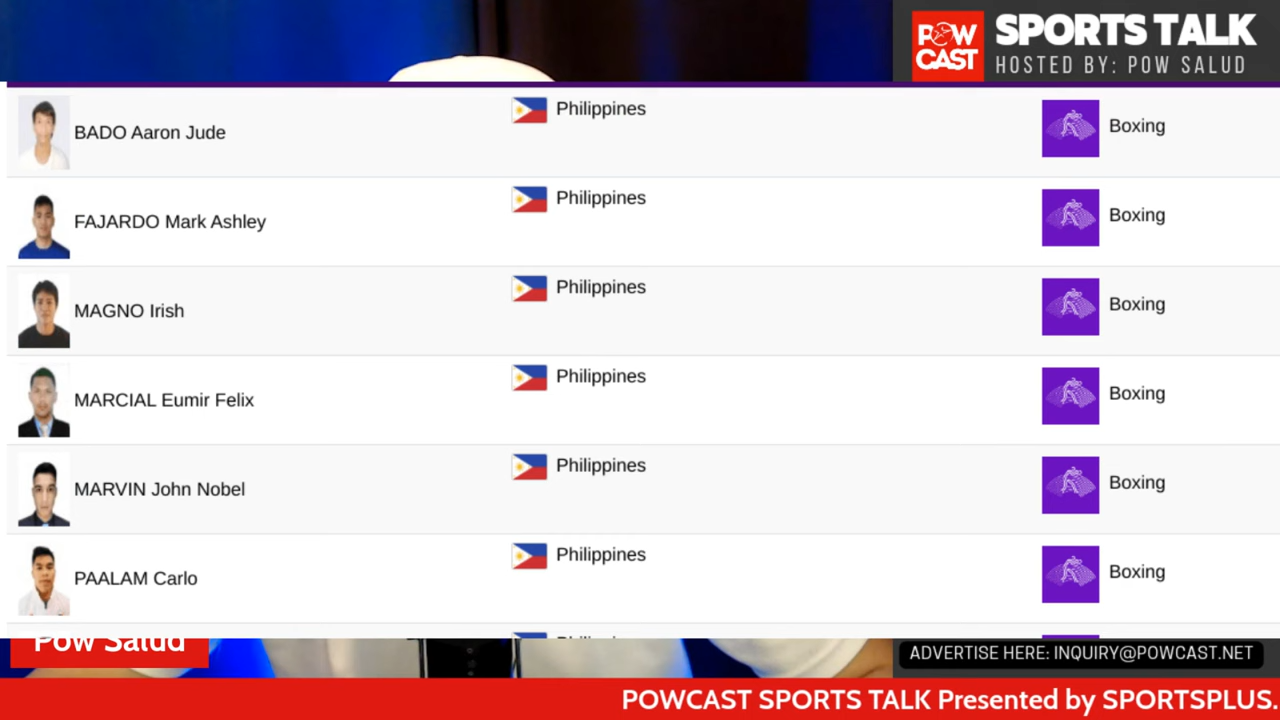 POW
CAST
SPORTS TALK
HOSTED BY: POW SALUD
BADO Aaron Jude
Philippines
Boxing
FAJARDO Mark Ashley
Philippines
Boxing
MAGNO Irish
Philippines
Boxing
MARCIAL Eumir Felix
Philippines
Boxing
MARVIN John Nobel
Philippines
Boxing
PAALAM Carlo
Philippines
Boxing
Pow Salud
ADVERTISE HERE: INQUIRY@POWCAST.NET
POWCAST SPORTS TALK Presented by SPORTSPLUS.